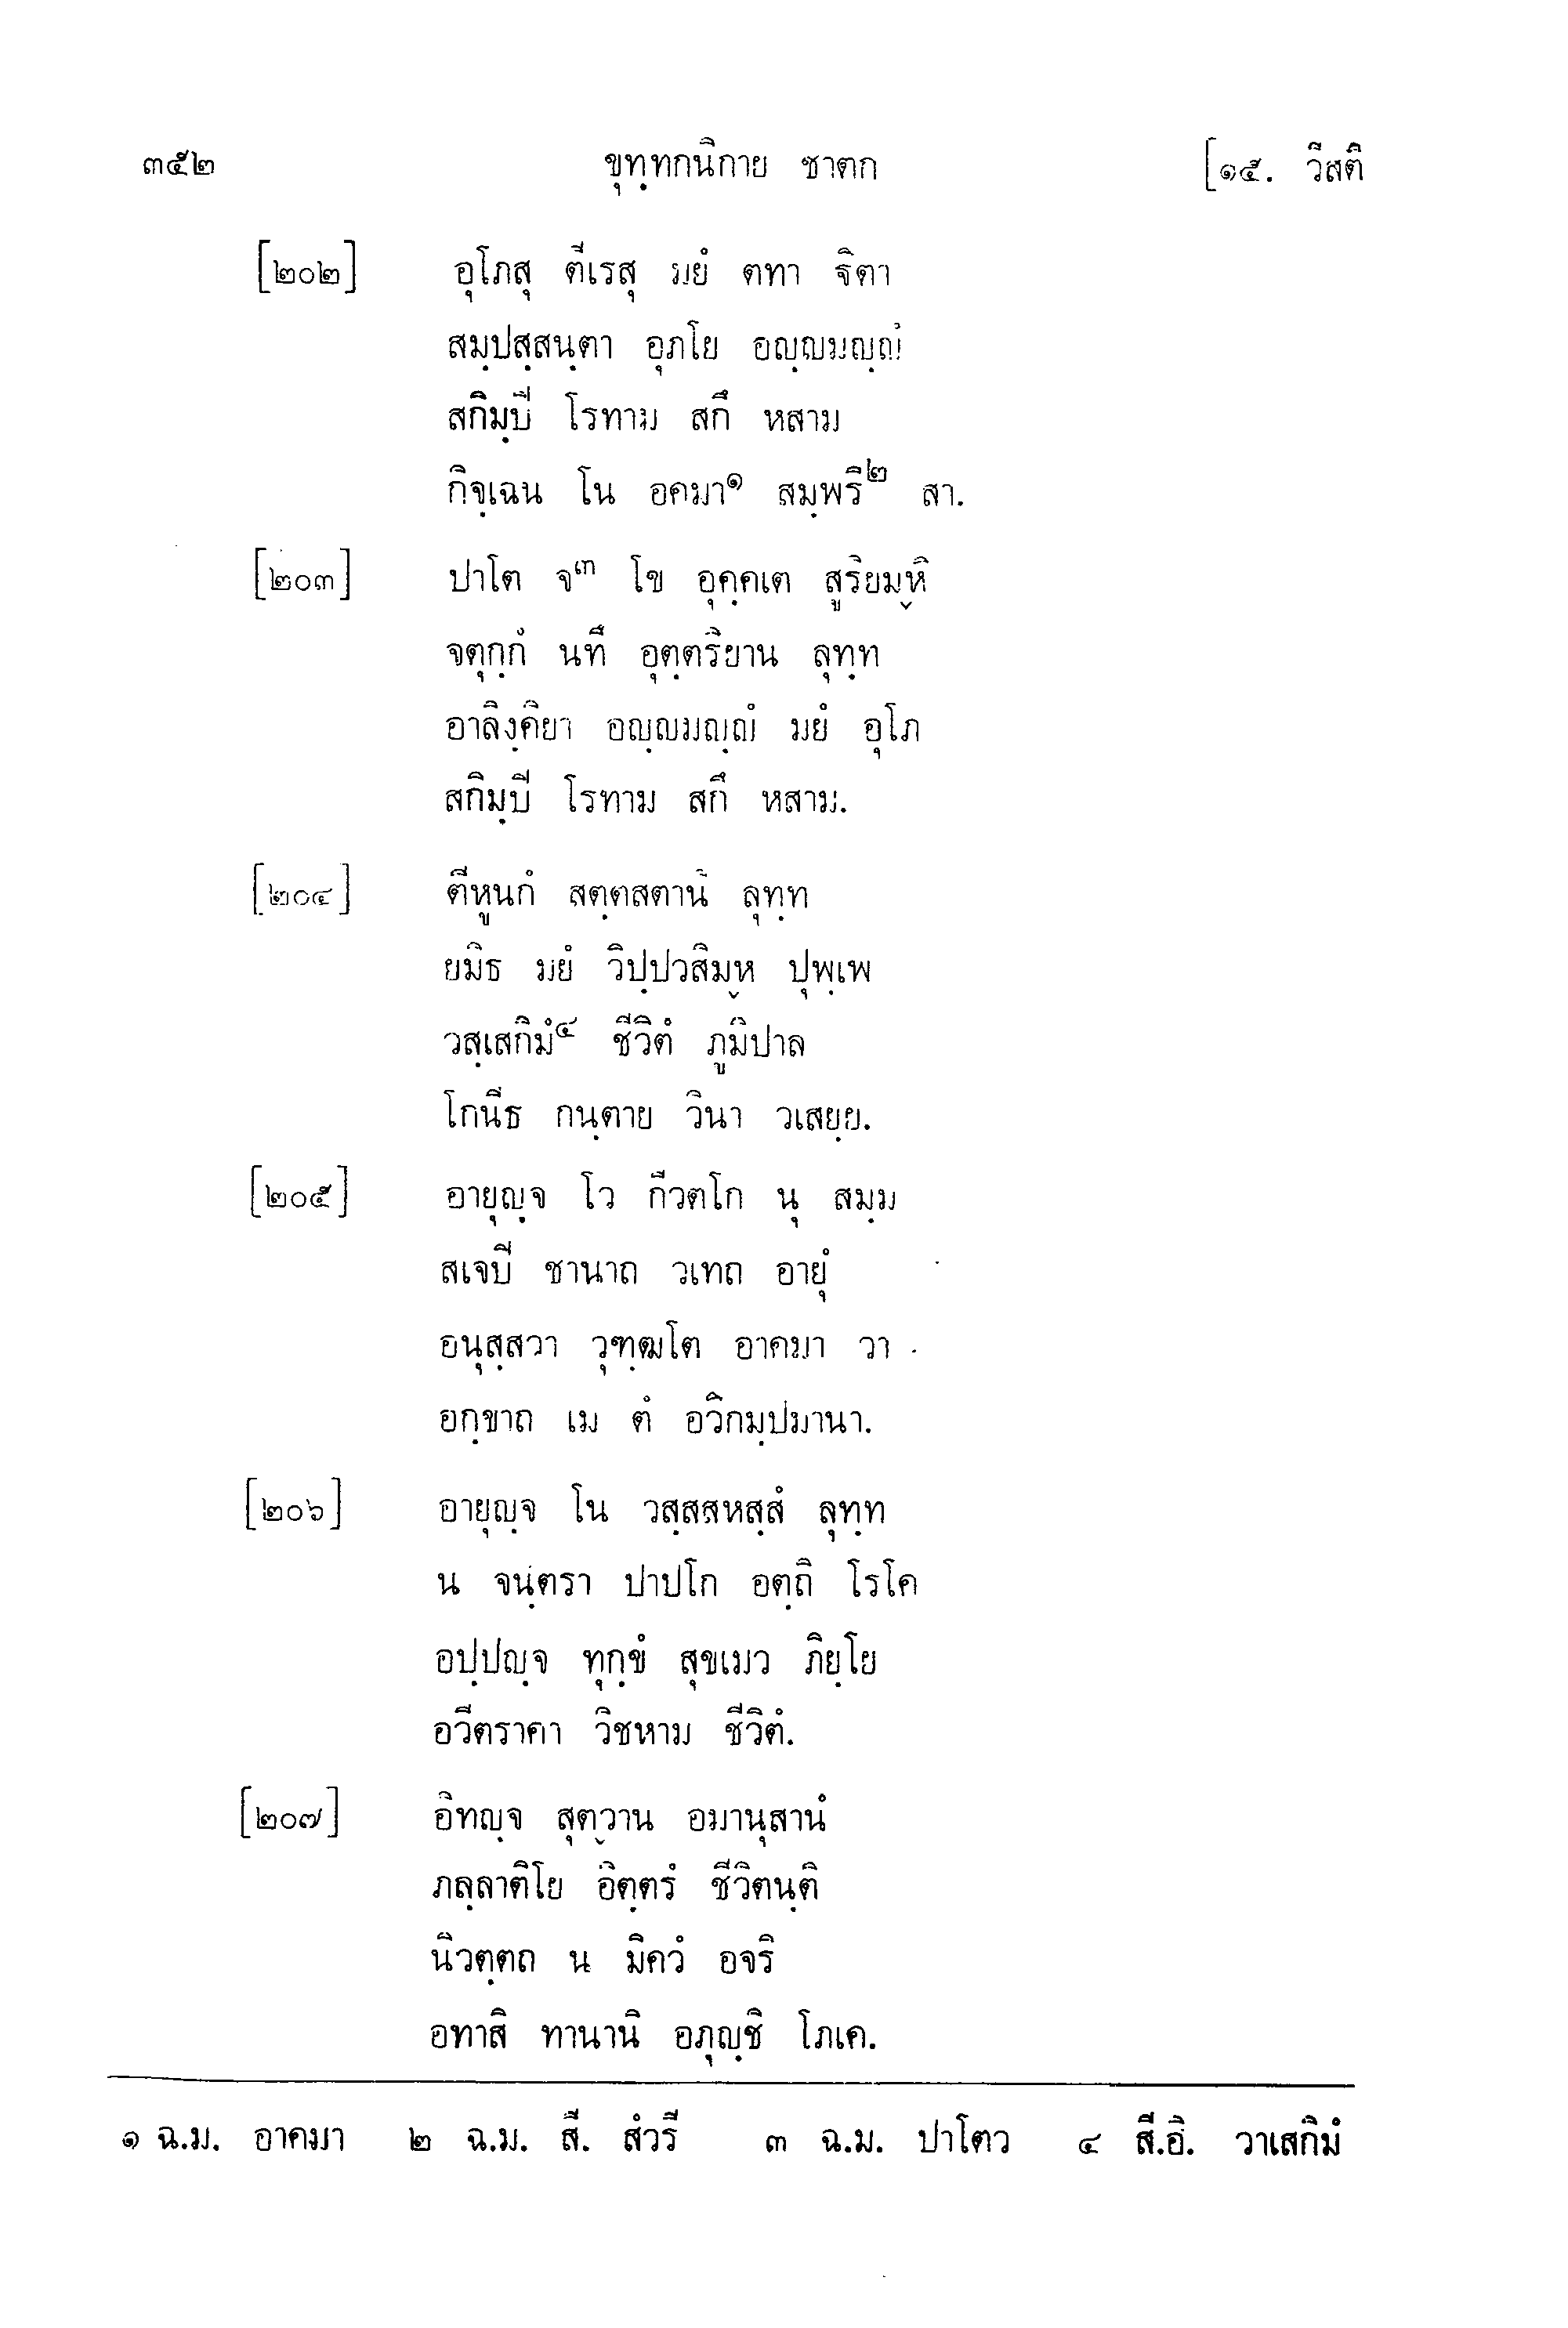 ๓๕๒ ขุทฺทกนิกาย ชาตก [๑๕. วีสติ
[๒๐๒] อุโภสุ ตีเรสุ มยํ ตทา ฐิตา
สมฺปสฺสนฺตา อุภโย อญฺญมญฺญํ
สกิมฺปิ โรทาม สกึ หสาม
กิจฺเฉน โน อคมา๑ สมฺพรี๒ สา.
[๒๐๓] ปาโต จ๓ โข อุคฺคเต สูริยมฺหิ
จตุกฺกํ นทึ อุตฺตริยาน ลุทฺท
อาลิงฺคิยา อญฺญมญฺญํ มยํ อุโภ
สกิมฺปิ โรทาม สกึ หสาม.
[๒๐๔] ตีหูนกํ สตฺตสตานิ ลุทฺท
ยมิธ มยํ วิปฺปวสิมฺห ปุพฺเพ
วสฺเสกิมํ๔ ชีวิตํ ภูมิปาล
โกนีธ กนฺตาย วินา วเสยฺย.
[๒๐๕] อายุญฺจ โว กีวตโก นุ สมฺม
สเจปิ ชานาถ วเทถ อายุํ
อนุสฺสวา วุฑฺฒโต อาคมา วา
อกฺขาถ เม ตํ อวิกมฺปมานา.
[๒๐๖] อายุญฺจ โน วสฺสสหสฺสํ ลุทฺท
น จนฺตรา ปาปโก อตฺถิ โรโค
อปฺปญฺจ ทุกฺขํ สุขเมว ภิยฺโย
อวีตราคา วิชหาม ชีวิตํ.
[๒๐๗] อิทญฺจ สุตฺวาน อมานุสานํ
ภลฺลาติโย อิตฺตรํ ชีวิตนฺติ
นิวตฺตถ น มิควํ อจริ
อทาสิ ทานานิ อภุญฺชิ โภเค.
๑ ฉ.ม. อาคมา ๒ ฉ.ม. สี. สํวรี ๓ ฉ.ม. ปาโตว ๔ สี.อิ. วาเสกิมํ